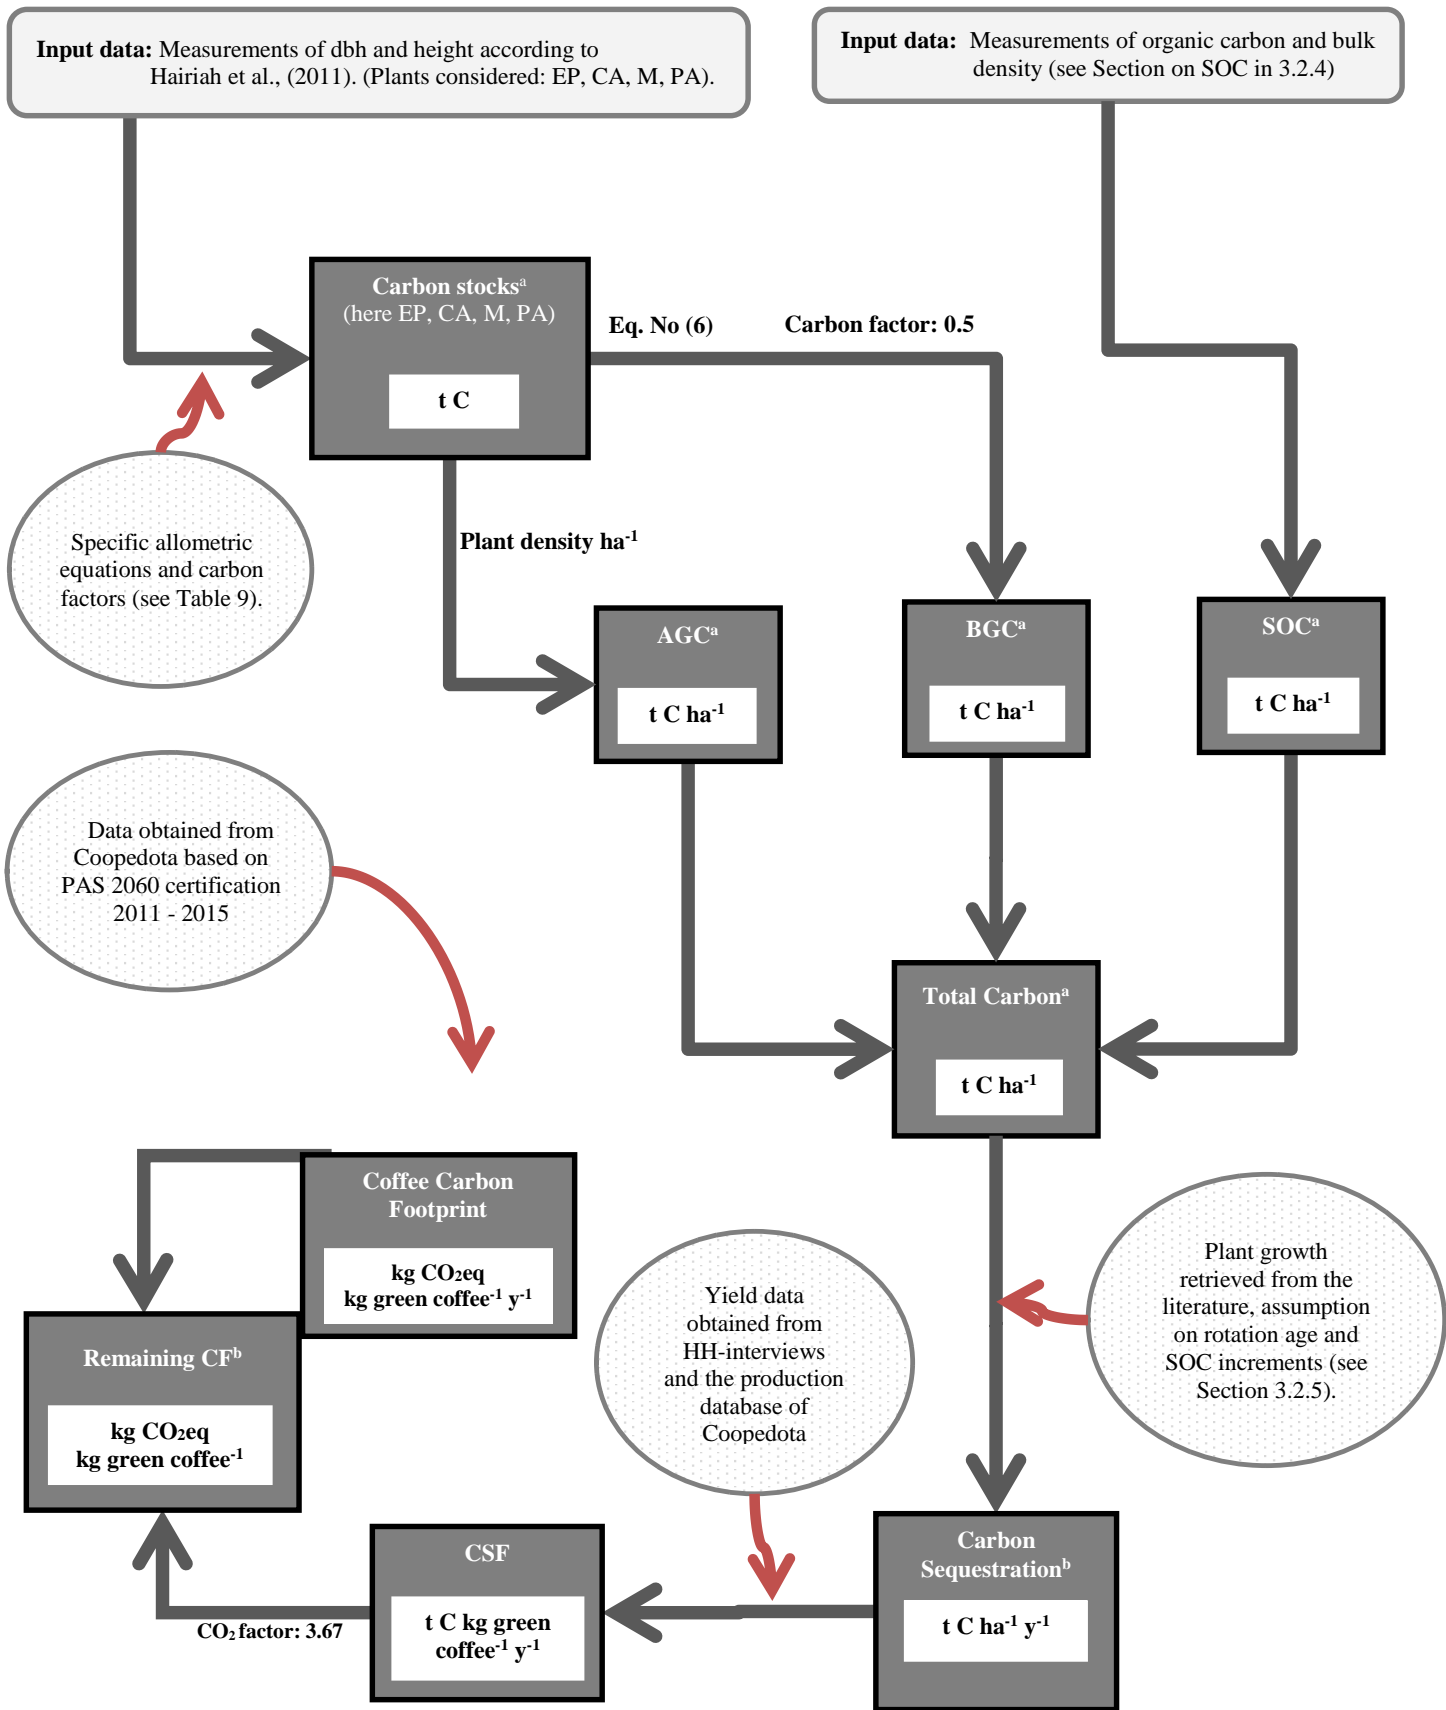 Input data: Measurements of dbh and height according to
Hairiah et al., (2011). (Plants considered: EP, CA, M, PA).
Input data: Measurements of organic carbon and bulk
density (see Section on SOC in 3.2.4)
Carbon stocksᵃ
(here EP, CA, M, PA)
t C
Eq. No (6)
Carbon factor: 0.5
Specific allometric
equations and carbon
factors (see Table 9).
Plant density ha⁻¹
AGCᵃ
t C ha⁻¹
BGCᵃ
t C ha⁻¹
SOCᵃ
t C ha⁻¹
Data obtained from
Coopedota based on
PAS 2060 certification
2011 - 2015
Total Carbonᵃ
t C ha⁻¹
Coffee Carbon
Footprint
kg CO₂eq
kg green coffee⁻¹ y⁻¹
Remaining CFᵇ
kg CO₂eq
kg green coffee⁻¹
Yield data
obtained from
HH-interviews
and the production
database of
Coopedota
Plant growth
retrieved from the
literature, assumption
on rotation age and
SOC increments (see
Section 3.2.5).
Carbon
Sequestrationᵇ
t C ha⁻¹ y⁻¹
CSF
t C kg green
coffee⁻¹ y⁻¹
CO₂ factor: 3.67